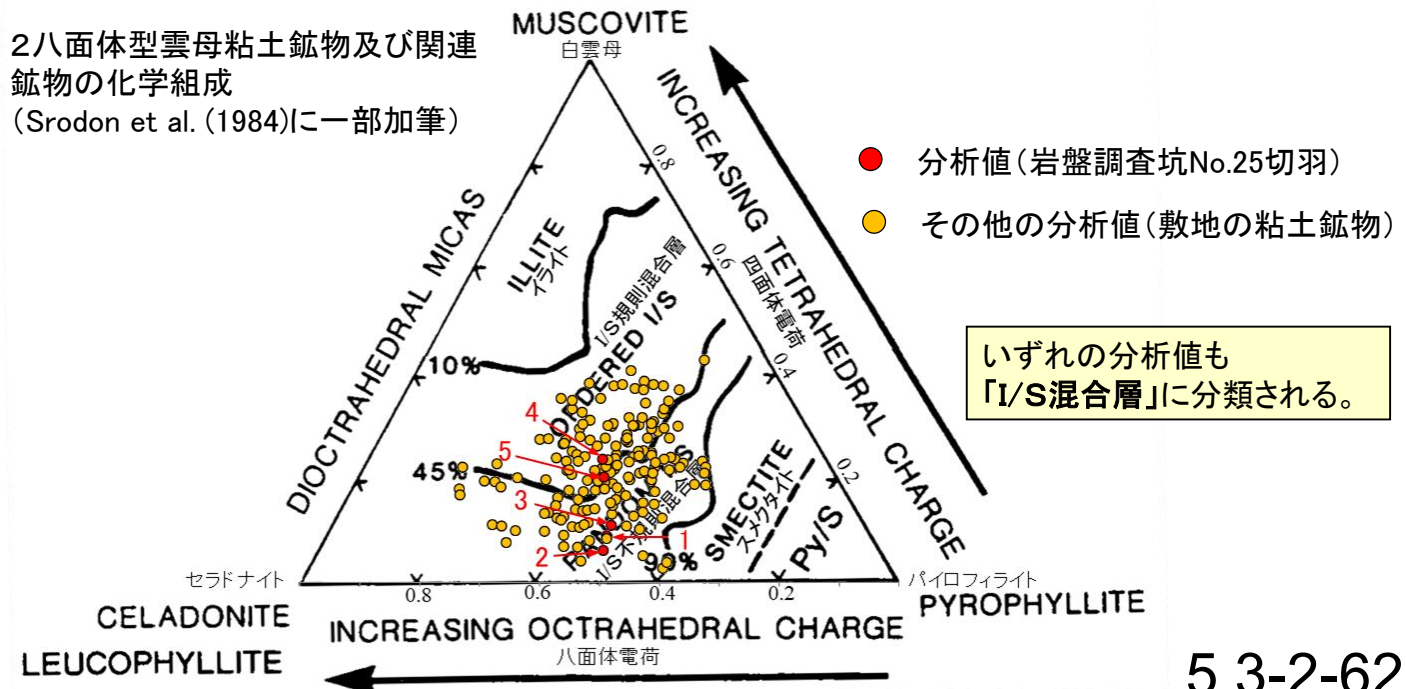 2八面体型雲母粘土鉱物及び関連
鉱物の化学組成
(Srodon et al. (1984)に一部加筆)
MUSCOVITE
白雲母
INCREASING TETRAHEDRAL CHARGE
四面体電荷
0.8
0.6
0.4
0.2
DIOCTRAHEDRAL MICAS
ILLITE
イライト
I/S規則混合層
ORDERED I/S
10%
45%
4
5
3
2
1
I/S不規則混合層
SMECTITE
スメクタイト
Py/S
分析値(岩盤調査坑No.25切羽)
その他の分析値(敷地の粘土鉱物)
いずれの分析値も
「I/S混合層」に分類される。
セラドナイト
パイロフィライト
0.8
0.6
0.4
0.2
CELADONITE
PYROPHYLLITE
INCREASING OCTRAHEDRAL CHARGE
LEUCOPHYLLITE
八面体電荷
5.3-2-62